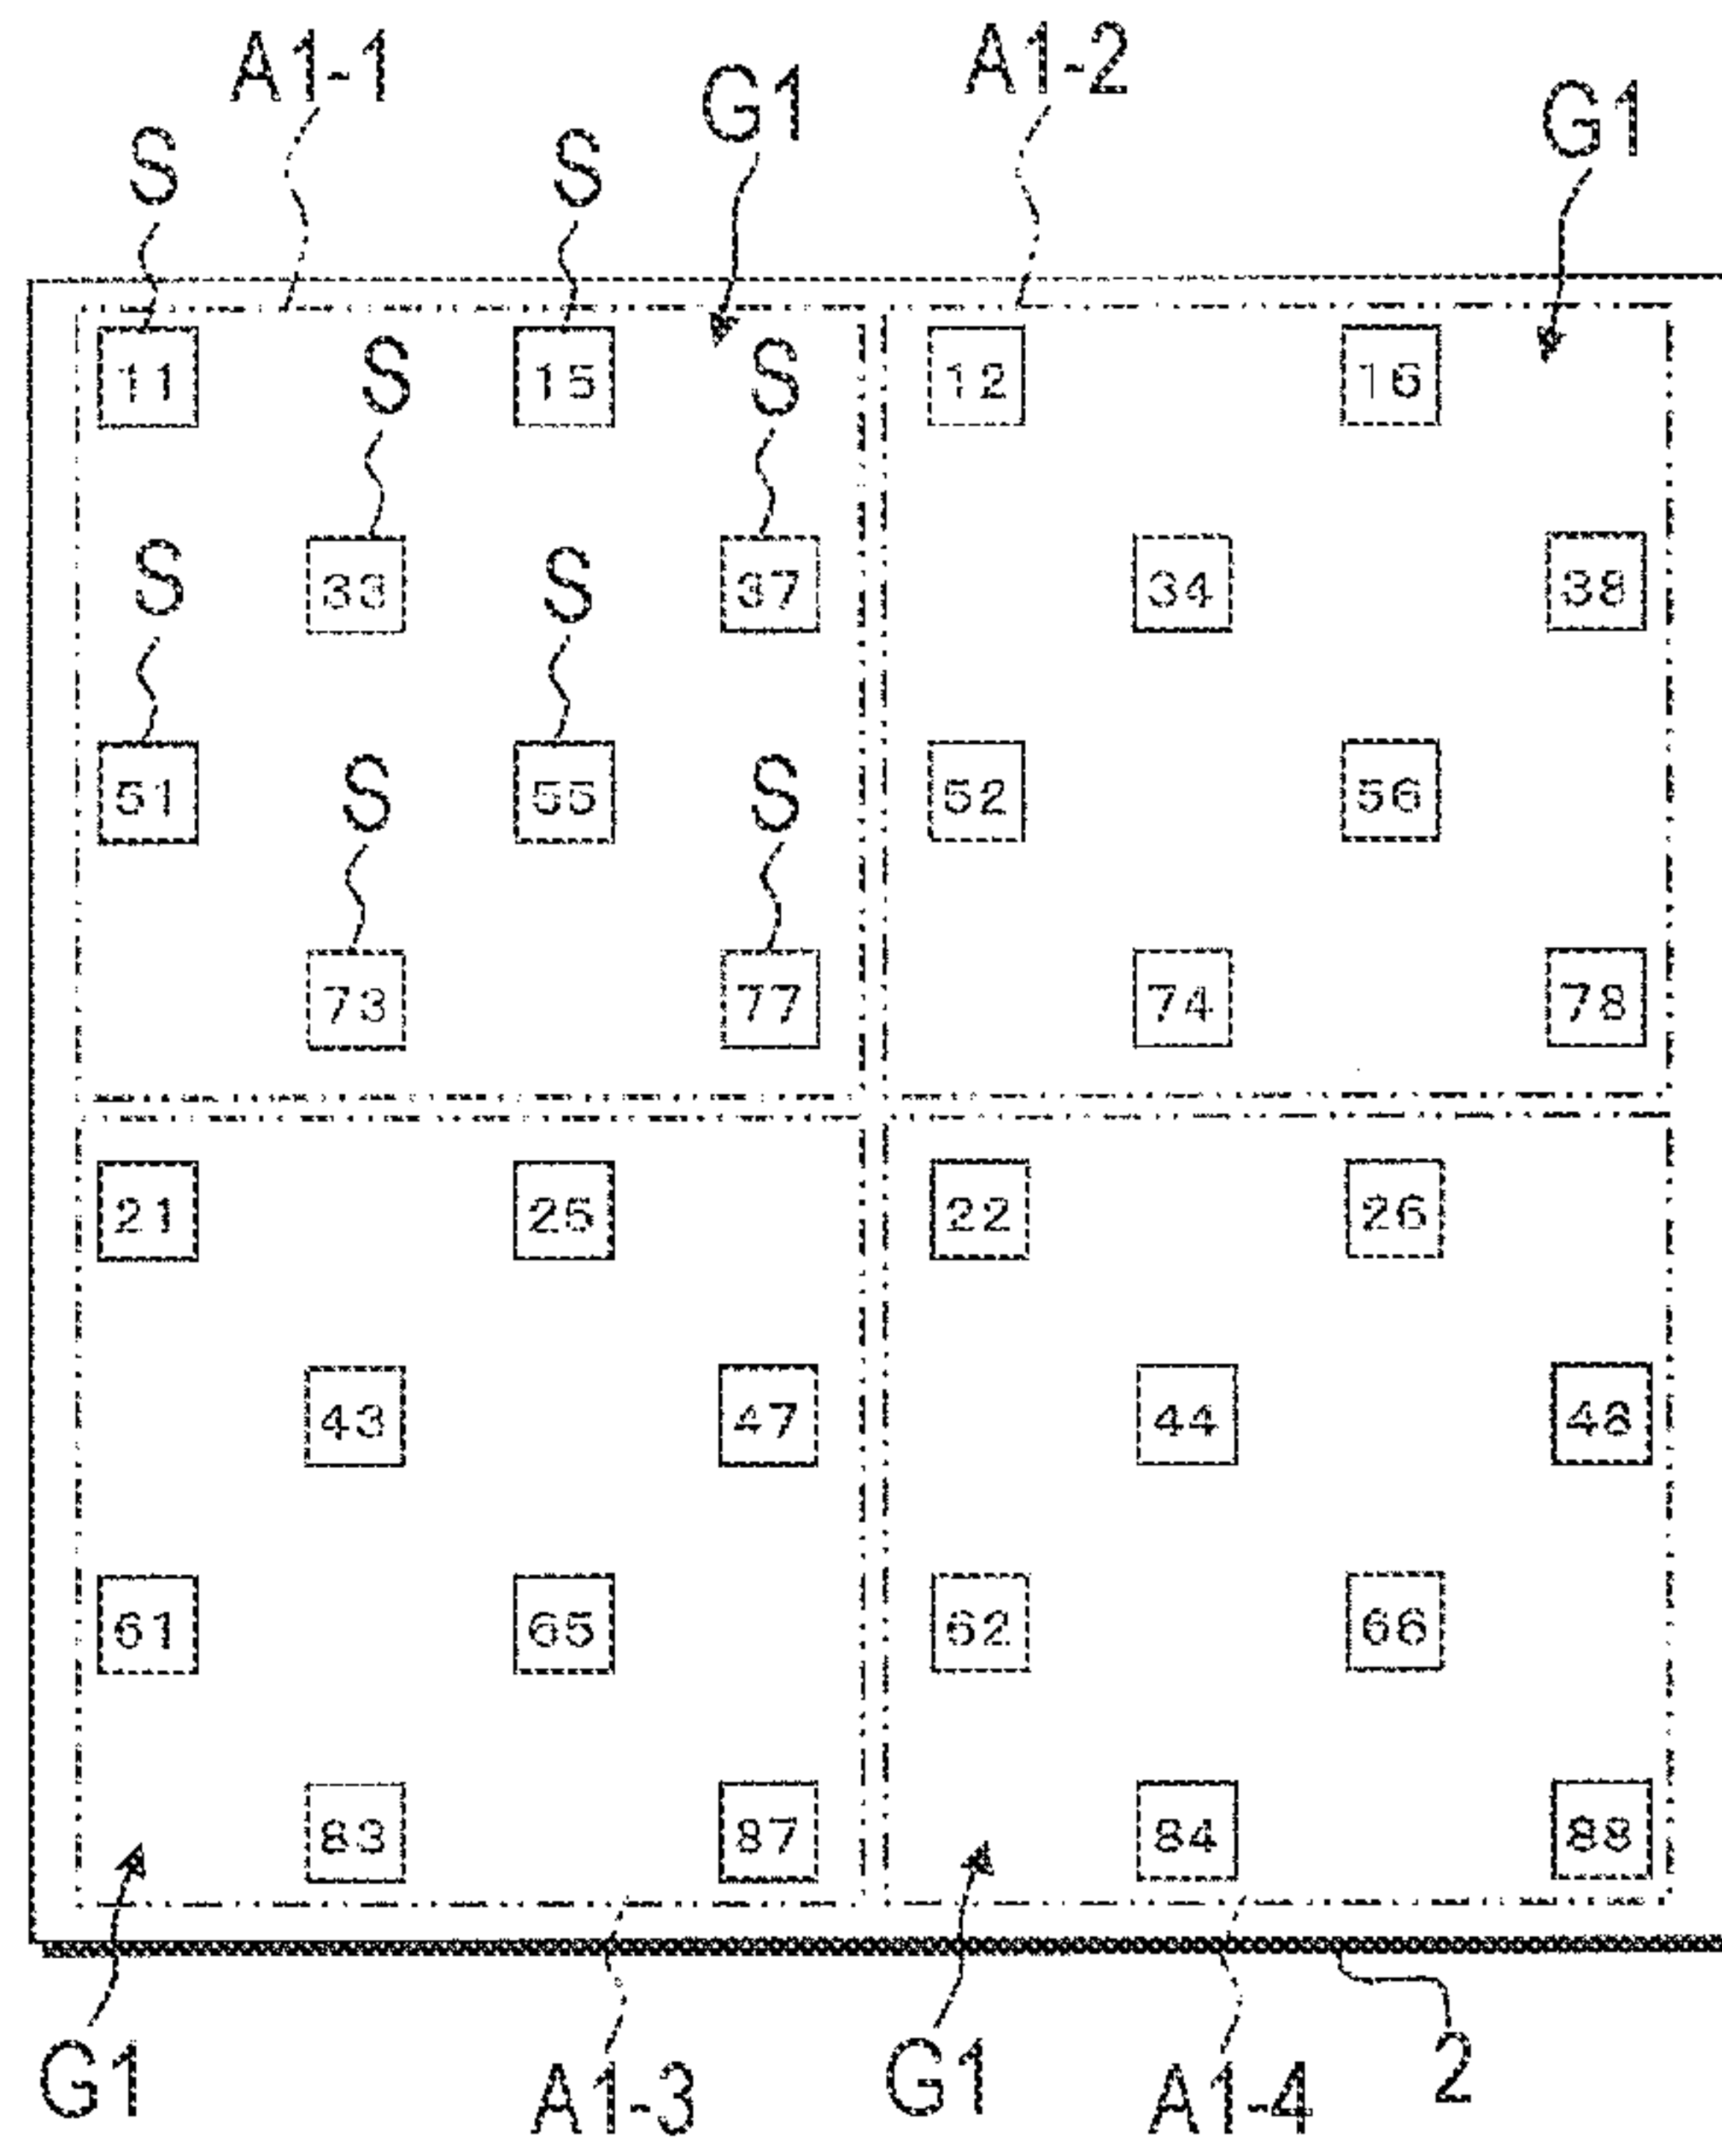 A1-1 A1-2
G1 G1
S S
11 S 15 S 12 16
S 33 S 37 34 38
51 S 55 S 52 56
73 77 74 78
21 25 22 26
43 47 44 48
61 65 62 66
83 87 84 88
G1 A1-3 G1 A1-4 2